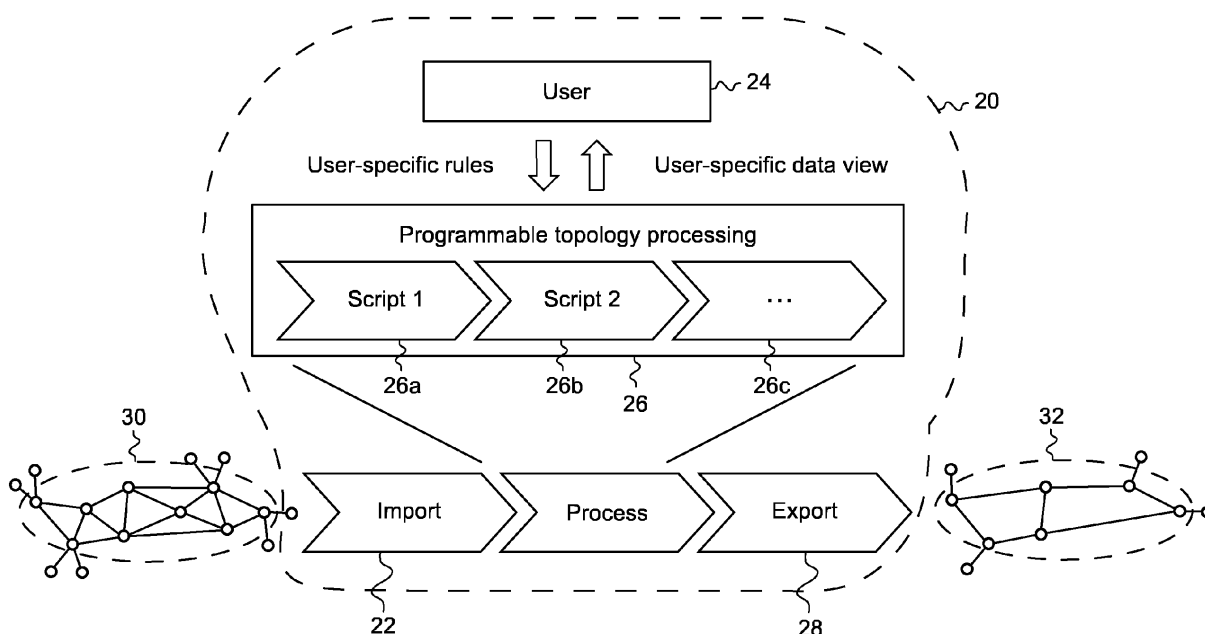 User
24
20
User-specific rules
User-specific data view
Programmable topology processing
Script 1
Script 2
...
26a
26b
26
26c
30
32
Import
Process
Export
22
28